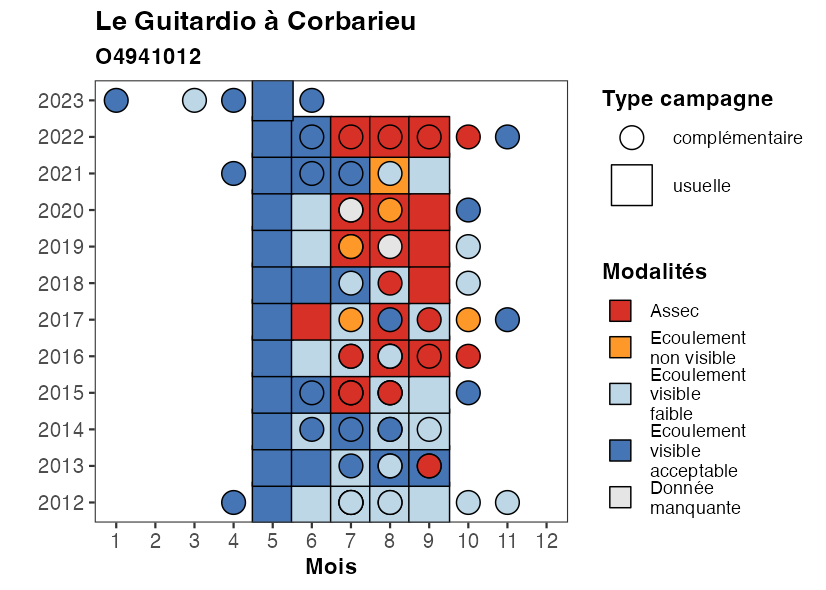 Le Guitardio à Corbarieu
O4941012
2023
2022
2021
2020
2019
2018
2017
2016
2015
2014
2013
2012
1 2 3 4 5 6 7 8 9 10 11 12
Mois
Type campagne
complémentaire
usuelle
Modalités
Assec
Ecoulement
non visible
Ecoulement
visible
faible
Ecoulement
visible
acceptable
Donnée
manquante